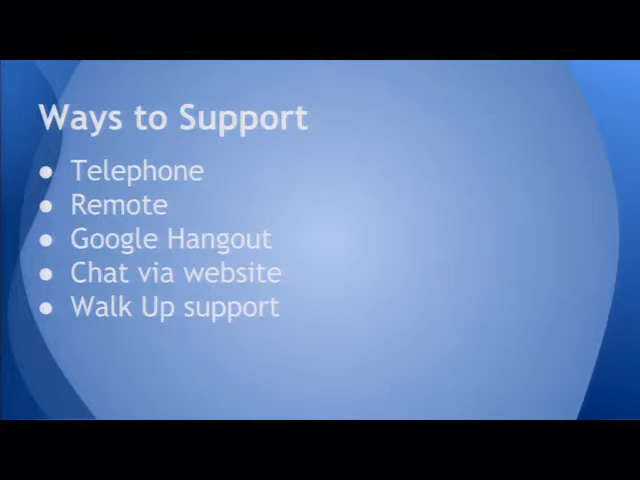 Ways to Support
● Telephone
● Remote
● Google Hangout
● Chat via website
● Walk Up support